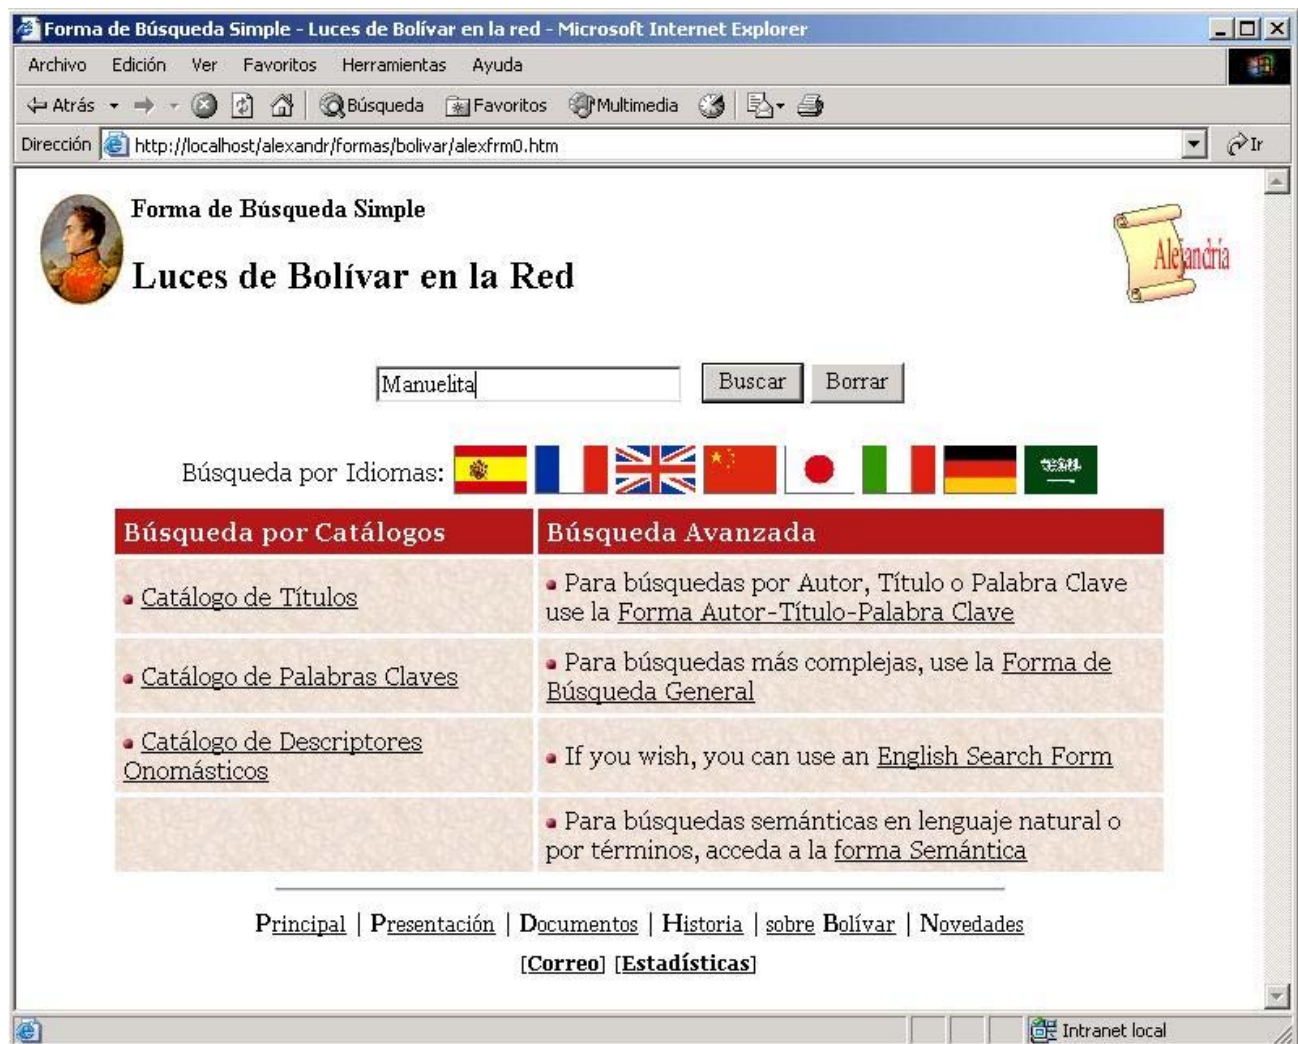 Forma de Búsqueda Simple - Luces de Bolívar en la red - Microsoft Internet Explorer
Archivo Edición Ver Favoritos Herramientas Ayuda
Atrás Búsqueda Favoritos Multimedia
Dirección http://localhost/alexandr/formas/bolivar/alexfrm0.htm Ir
Forma de Búsqueda Simple
Luces de Bolívar en la Red
Alejandría
Manuelita Buscar Borrar
Búsqueda por Idiomas:
Búsqueda por Catálogos
Búsqueda Avanzada
Catálogo de Títulos
Para búsquedas por Autor, Título o Palabra Clave
use la Forma Autor-Título-Palabra Clave
Catálogo de Palabras Claves
Para búsquedas más complejas, use la Forma de
Búsqueda General
Catálogo de Descriptores
Onomásticos
If you wish, you can use an English Search Form
Para búsquedas semánticas en lenguaje natural o
por términos, acceda a la forma Semántica
Principal | Presentación | Documentos | Historia | sobre Bolívar | Novedades
[Correo] [Estadísticas]
Intranet local